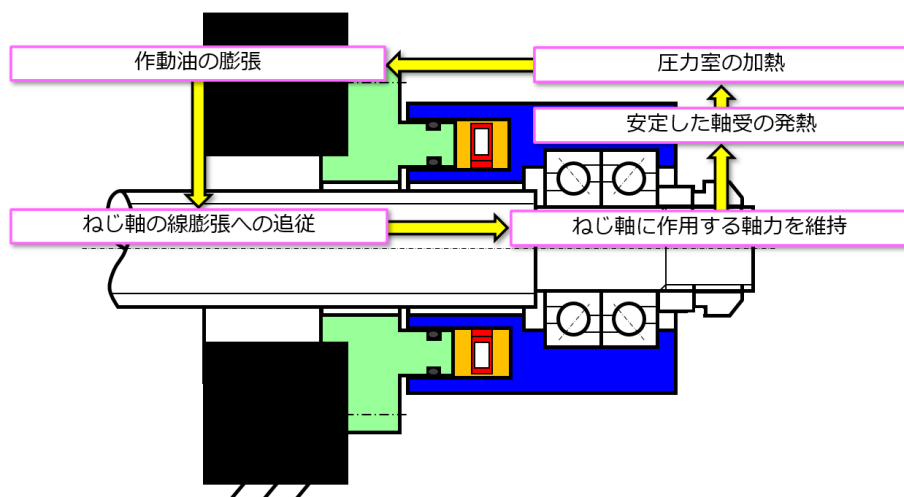 作動油の膨張
圧力室の加熱
安定した軸受の発熱
ねじ軸の線膨張への追従
ねじ軸に作用する軸力を維持